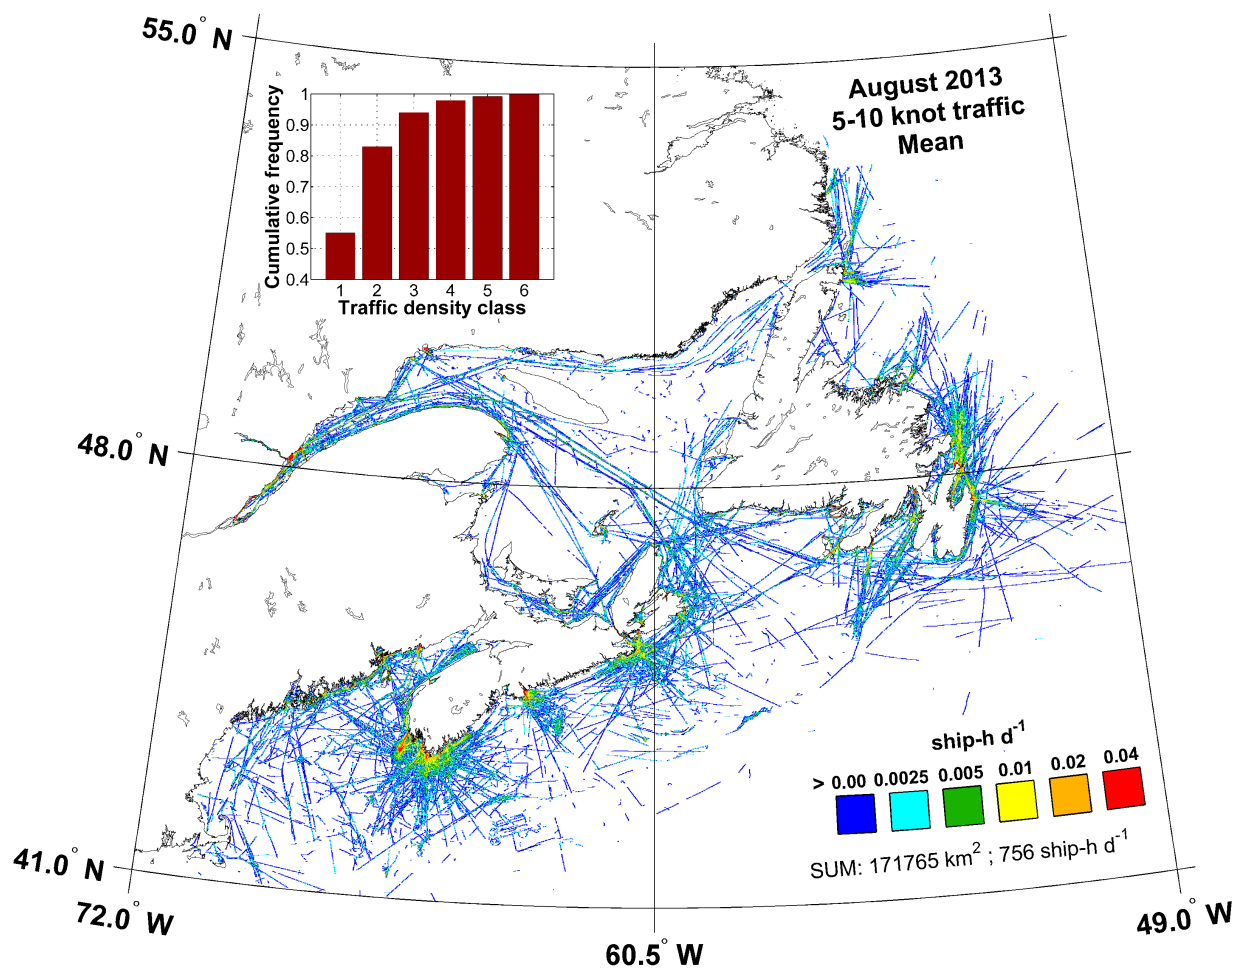 55.0° N
August 2013
5-10 knot traffic
Mean
Cumulative frequency
1
0.9
0.8
0.7
0.6
0.5
0.4
1 2 3 4 5 6
Traffic density class
48.0° N
ship-h d⁻¹
> 0.00 0.0025 0.005 0.01 0.02 0.04
SUM: 171765 km² ; 756 ship-h d⁻¹
41.0° N
72.0° W
60.5° W
49.0° W